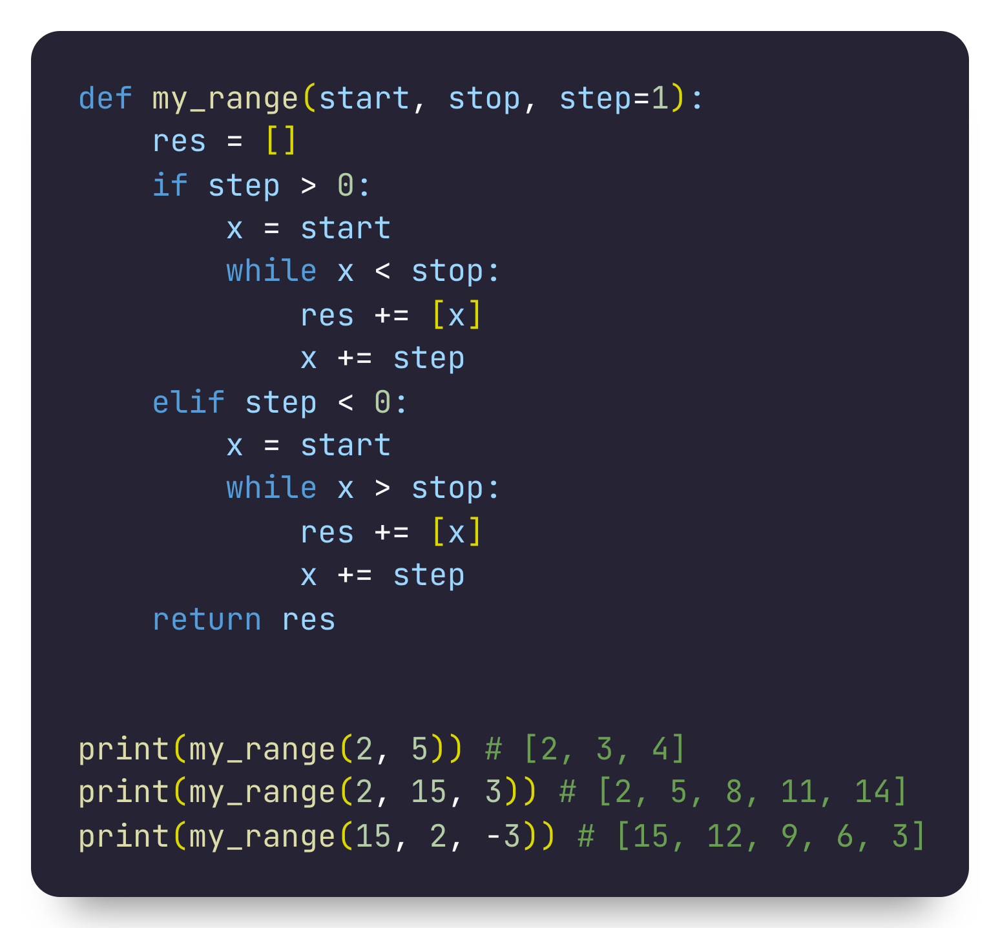 def my_range(start, stop, step=1):
    res = []
    if step > 0:
        x = start
        while x < stop:
            res += [x]
            x += step
    elif step < 0:
        x = start
        while x > stop:
            res += [x]
            x += step
    return res


print(my_range(2, 5)) # [2, 3, 4]
print(my_range(2, 15, 3)) # [2, 5, 8, 11, 14]
print(my_range(15, 2, -3)) # [15, 12, 9, 6, 3]